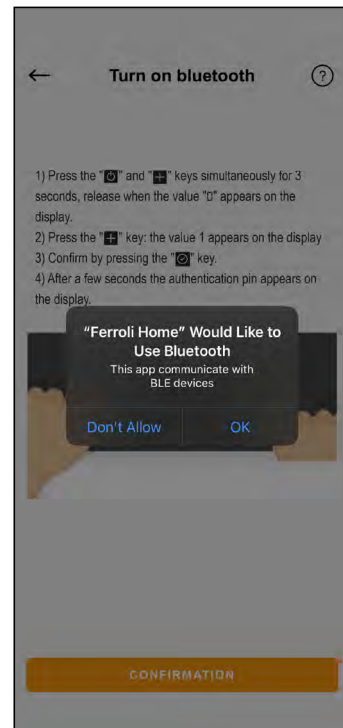 Turn on bluetooth
?
1) Press the "⏻" and "+" keys simultaneously for 3
seconds, release when the value "0" appears on the
display.
2) Press the "+" key: the value 1 appears on the display
3) Confirm by pressing the "✓" key.
4) After a few seconds the authentication pin appears on
the display.
"Ferroli Home" Would Like to
Use Bluetooth
This app communicate with
BLE devices
Don't Allow
OK
CONFIRMATION